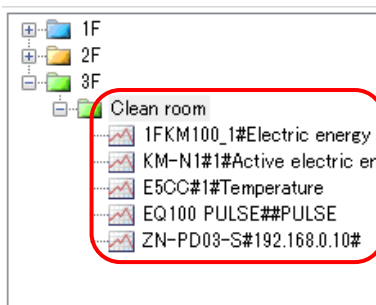 1F
2F
3F
Clean room
1FKM100_1#Electric energy
KM-N1#1#Active electric er
E5CC#1#Temperature
EQ100 PULSE##PULSE
ZN-PD03-S#192.168.0.10#